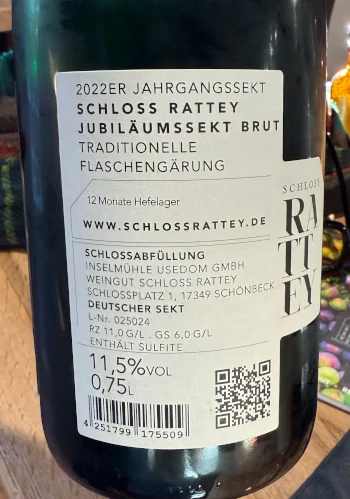 2022ER JAHRGANGSSEKT
SCHLOSS RATTEY
JUBILÄUMSSEKT BRUT
TRADITIONELLE
FLASCHENGÄRUNG
12 Monate Hefelager
WWW.SCHLOSSRATTEY.DE
SCHLOSSABFÜLLUNG
INSELMÜHLE USEDOM GMBH
WEINGUT SCHLOSS RATTEY
SCHLOSSPLATZ 1, 17349 SCHÖNBECK
DEUTSCHER SEKT
L-Nr. 025024
RZ 11,0 G/L . GS 6,0 G/L
ENTHÄLT SULFITE
11,5%VOL
0,75L
4 251799 175509
SCHLOSS
RA
TT
EY